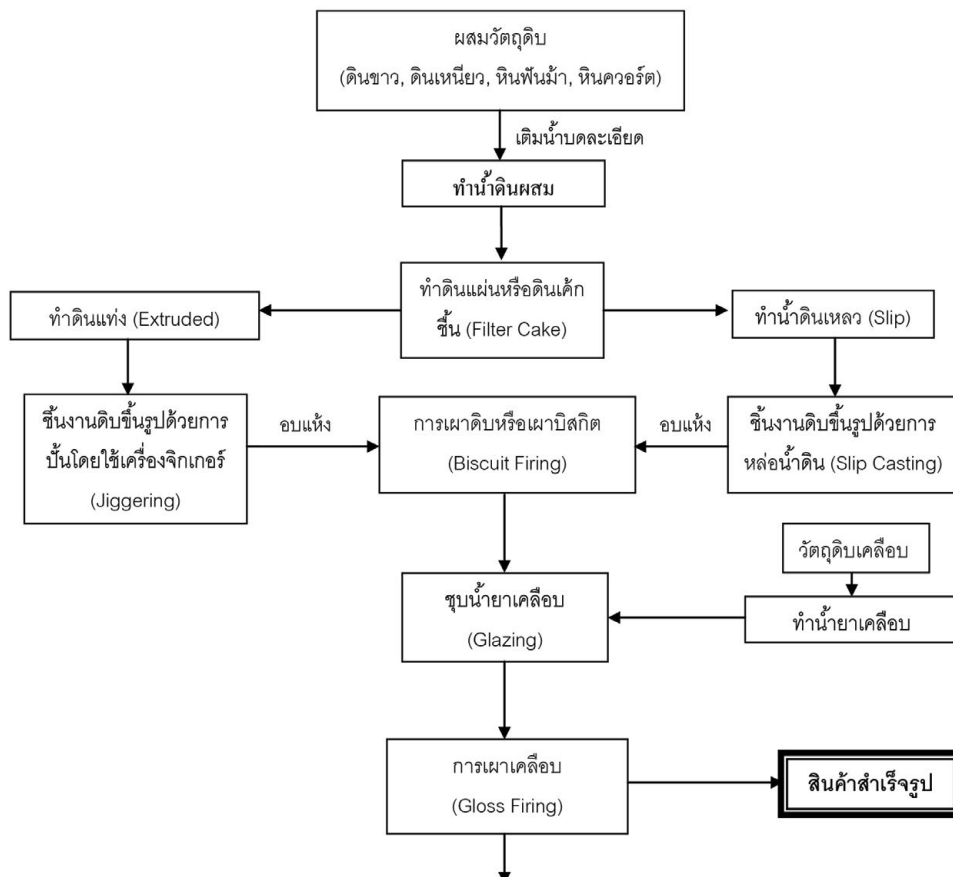 ผสมวัตถุดิบ
(ดินขาว, ดินเหนียว, หินฟันม้า, หินควอร์ต)
เติมน้ำบดละเอียด
ทำน้ำดินผสม
ทำดินแผ่นหรือดินเค้ก
ชื้น (Filter Cake)
ทำดินแท่ง (Extruded)
ทำน้ำดินเหลว (Slip)
ชิ้นงานดิบขึ้นรูปด้วยการ
ปั้นโดยใช้เครื่องจิกเกอร์
(Jiggering)
อบแห้ง
การเผาดิบหรือเผาบิสกิต
(Biscuit Firing)
อบแห้ง
ชิ้นงานดิบขึ้นรูปด้วยการ
หล่อน้ำดิน (Slip Casting)
วัตถุดิบเคลือบ
ทำน้ำยาเคลือบ
ชุบน้ำยาเคลือบ
(Glazing)
การเผาเคลือบ
(Gloss Firing)
สินค้าสำเร็จรูป